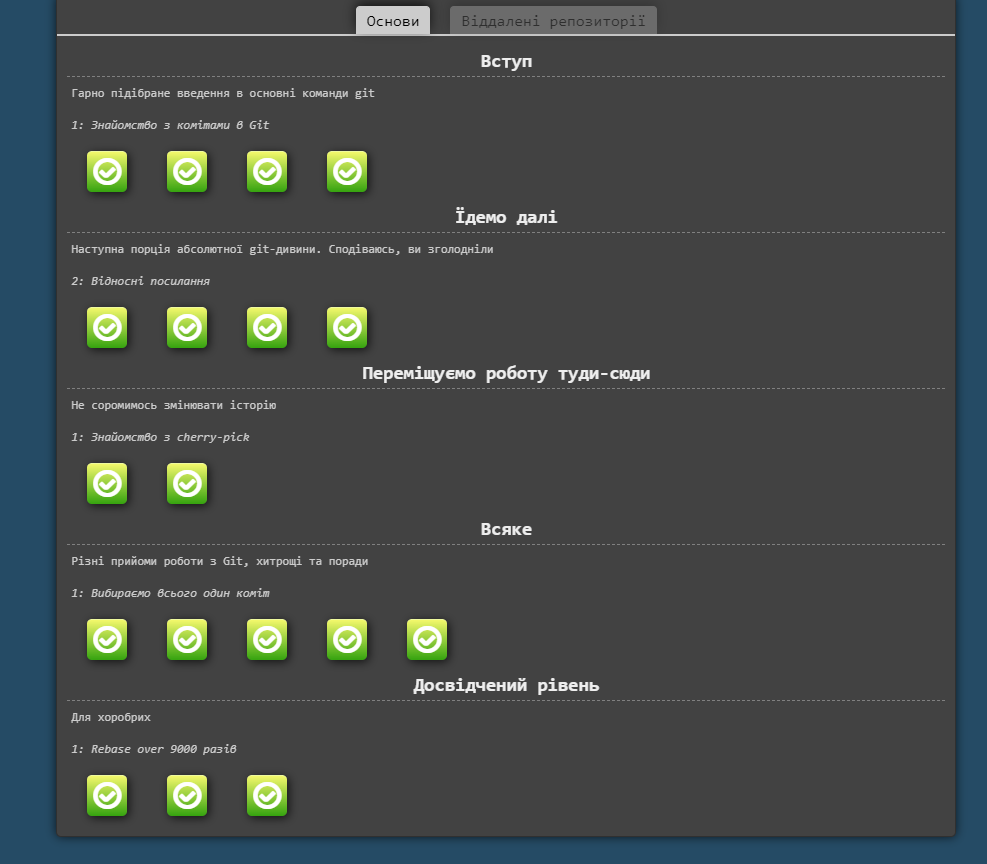 Основи
Віддалені репозиторії
Вступ
Гарно підібране введення в основні команди git
1: Знайомство з комітами в Git
Їдемо далі
Наступна порція абсолютної git-дивини. Сподіваюсь, ви зголодніли
2: Відносні посилання
Переміщуємо роботу туди-сюди
Не соромимось змінювати історію
1: Знайомство з cherry-pick
Всяке
Різні прийоми роботи з Git, хитрощі та поради
1: Вибираємо всього один коміт
Досвідчений рівень
Для хоробрих
1: Rebase over 9000 разів